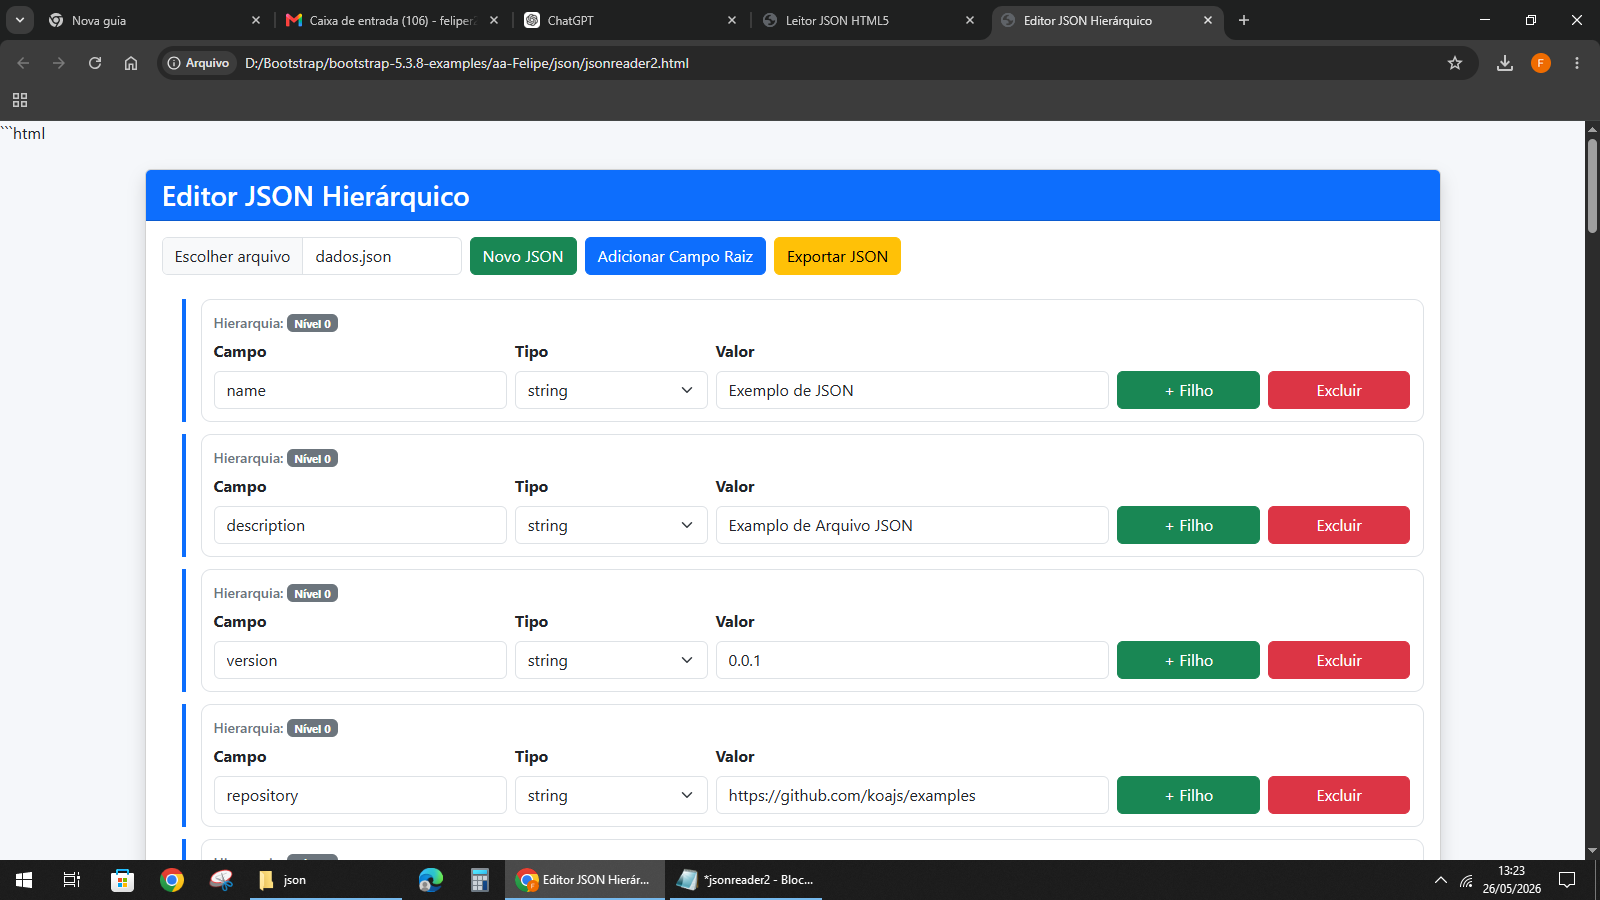 Nova guia
Caixa de entrada (106) - felipera
ChatGPT
Leitor JSON HTML5
Editor JSON Hierárquico
Arquivo
D:/Bootstrap/bootstrap-5.3.8-examples/aa-Felipe/json/jsonreader2.html
F
```html
Editor JSON Hierárquico
Escolher arquivo dados.json Novo JSON Adicionar Campo Raiz Exportar JSON
Hierarquia: Nível 0
Campo Tipo Valor
name string Exemplo de JSON + Filho Excluir
Hierarquia: Nível 0
Campo Tipo Valor
description string Examplo de Arquivo JSON + Filho Excluir
Hierarquia: Nível 0
Campo Tipo Valor
version string 0.0.1 + Filho Excluir
Hierarquia: Nível 0
Campo Tipo Valor
repository string https://github.com/koajs/examples + Filho Excluir
json
Editor JSON Hierár...
*jsonreader2 - Bloc...
13:23
26/05/2026